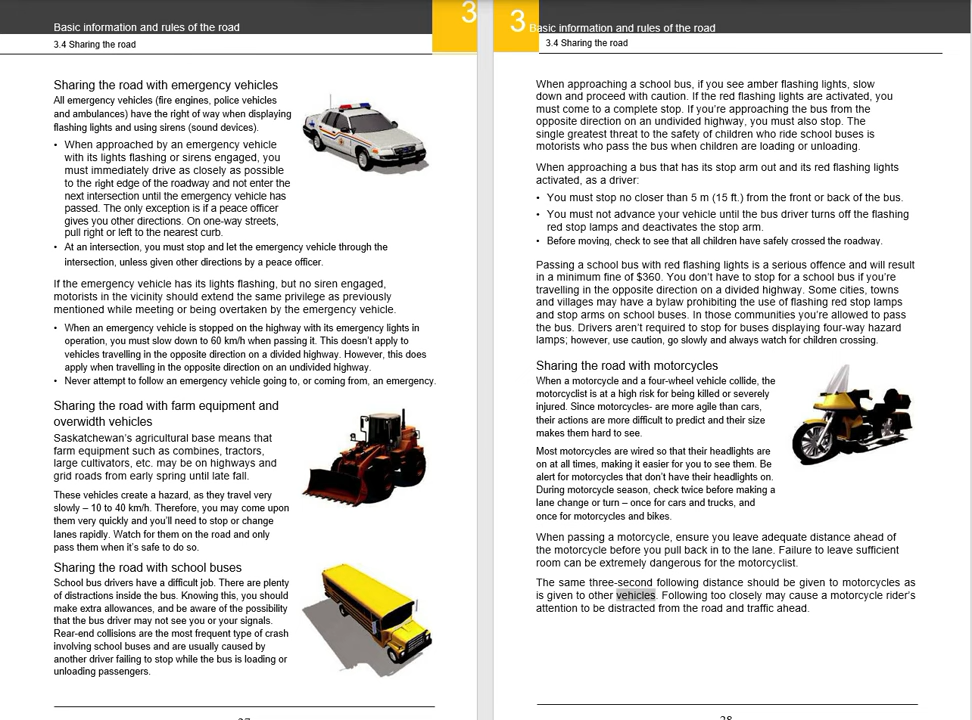 3
Basic information and rules of the road
3.4 Sharing the road
Sharing the road with emergency vehicles
All emergency vehicles (fire engines, police vehicles
and ambulances) have the right of way when displaying
flashing lights and using sirens (sound devices).
• When approached by an emergency vehicle
with its lights flashing or sirens engaged, you
must immediately drive as closely as possible
to the right edge of the roadway and not enter the
next intersection until the emergency vehicle has
passed. The only exception is if a peace officer
gives you other directions. On one-way streets,
pull right or left to the nearest curb.
• At an intersection, you must stop and let the emergency vehicle through the
intersection, unless given other directions by a peace officer.
If the emergency vehicle has its lights flashing, but no siren engaged,
motorists in the vicinity should extend the same privilege as previously
mentioned while meeting or being overtaken by the emergency vehicle.
• When an emergency vehicle is stopped on the highway with its emergency lights in
operation, you must slow down to 60 km/h when passing it. This doesn't apply to
vehicles travelling in the opposite direction on a divided highway. However, this does
apply when travelling in the opposite direction on an undivided highway.
• Never attempt to follow an emergency vehicle going to, or coming from, an emergency.
Sharing the road with farm equipment and
overwidth vehicles
Saskatchewan's agricultural base means that
farm equipment such as combines, tractors,
large cultivators, etc. may be on highways and
grid roads from early spring until late fall.
These vehicles create a hazard, as they travel very
slowly – 10 to 40 km/h. Therefore, you may come upon
them very quickly and you'll need to stop or change
lanes rapidly. Watch for them on the road and only
pass them when it's safe to do so.
Sharing the road with school buses
School bus drivers have a difficult job. There are plenty
of distractions inside the bus. Knowing this, you should
make extra allowances, and be aware of the possibility
that the bus driver may not see you or your signals.
Rear-end collisions are the most frequent type of crash
involving school buses and are usually caused by
another driver failing to stop while the bus is loading or
unloading passengers.
3
Basic information and rules of the road
3.4 Sharing the road
When approaching a school bus, if you see amber flashing lights, slow
down and proceed with caution. If the red flashing lights are activated, you
must come to a complete stop. If you're approaching the bus from the
opposite direction on an undivided highway, you must also stop. The
single greatest threat to the safety of children who ride school buses is
motorists who pass the bus when children are loading or unloading.
When approaching a bus that has its stop arm out and its red flashing lights
activated, as a driver:
• You must stop no closer than 5 m (15 ft.) from the front or back of the bus.
• You must not advance your vehicle until the bus driver turns off the flashing
red stop lamps and deactivates the stop arm.
• Before moving, check to see that all children have safely crossed the roadway.
Passing a school bus with red flashing lights is a serious offence and will result
in a minimum fine of $360. You don't have to stop for a school bus if you're
travelling in the opposite direction on a divided highway. Some cities, towns
and villages may have a bylaw prohibiting the use of flashing red stop lamps
and stop arms on school buses. In those communities you're allowed to pass
the bus. Drivers aren't required to stop for buses displaying four-way hazard
lamps; however, use caution, go slowly and always watch for children crossing.
Sharing the road with motorcycles
When a motorcycle and a four-wheel vehicle collide, the
motorcyclist is at a high risk for being killed or severely
injured. Since motorcycles- are more agile than cars,
their actions are more difficult to predict and their size
makes them hard to see.
Most motorcycles are wired so that their headlights are
on at all times, making it easier for you to see them. Be
alert for motorcycles that don't have their headlights on.
During motorcycle season, check twice before making a
lane change or turn – once for cars and trucks, and
once for motorcycles and bikes.
When passing a motorcycle, ensure you leave adequate distance ahead of
the motorcycle before you pull back in to the lane. Failure to leave sufficient
room can be extremely dangerous for the motorcyclist.
The same three-second following distance should be given to motorcycles as
is given to other vehicles. Following too closely may cause a motorcycle rider's
attention to be distracted from the road and traffic ahead.